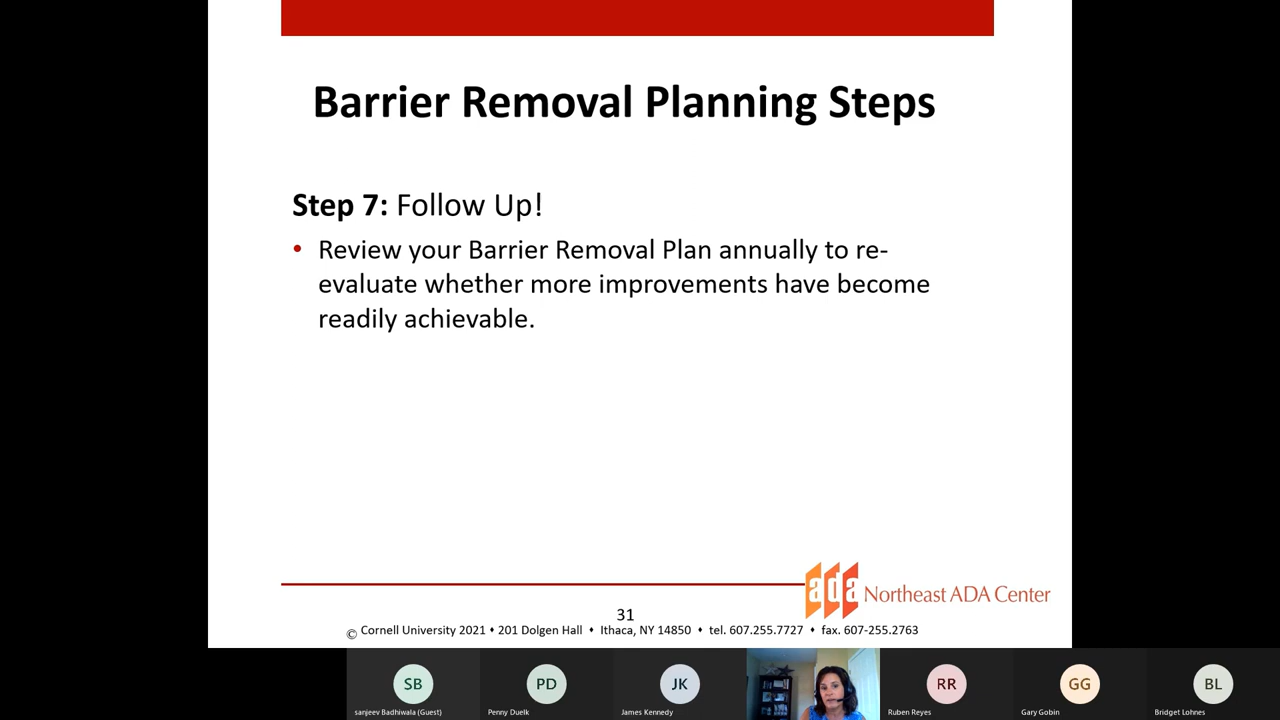 Barrier Removal Planning Steps
Step 7: Follow Up!
• Review your Barrier Removal Plan annually to re-
evaluate whether more improvements have become
readily achievable.
ada Northeast ADA Center
31
© Cornell University 2021 • 201 Dolgen Hall • Ithaca, NY 14850 • tel. 607.255.7727 • fax. 607-255.2763
SB PD JK RR GG BL
sanjeev Badhiwala (Guest) Penny Duelk James Kennedy Ruben Reyes Gary Gobin Bridget Lohnes